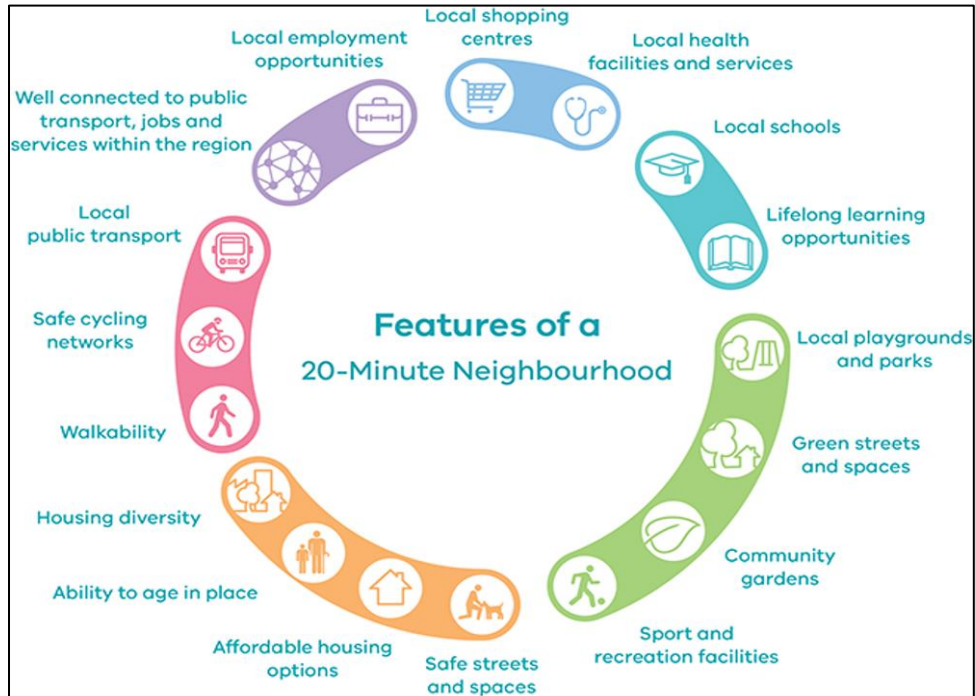 Features of a
20-Minute Neighbourhood
Local shopping
centres
Local health
facilities and services
Local schools
Lifelong learning
opportunities
Local playgrounds
and parks
Green streets
and spaces
Community
gardens
Sport and
recreation facilities
Safe streets
and spaces
Affordable housing
options
Ability to age in place
Housing diversity
Walkability
Safe cycling
networks
Local
public transport
Well connected to public
transport, jobs and
services within the region
Local employment
opportunities